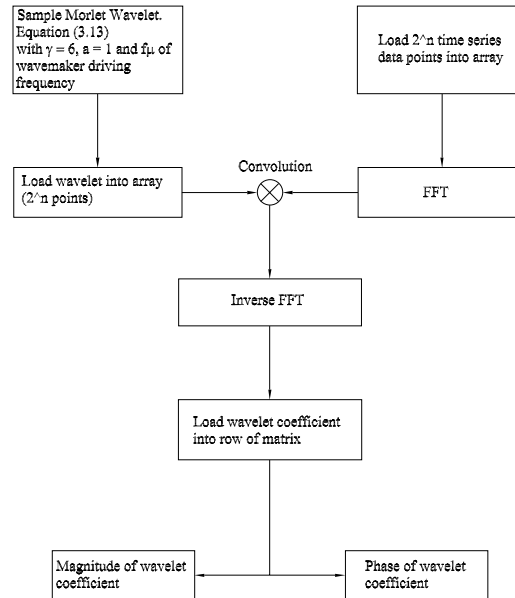 Sample Morlet Wavelet.
Equation (3.13)
with γ = 6, a = 1 and fμ of
wavemaker driving
frequency
Load 2^n time series
data points into array
Load wavelet into array
(2^n points)
Convolution
FFT
Inverse FFT
Load wavelet coefficient
into row of matrix
Magnitude of wavelet
coefficient
Phase of wavelet
coefficient